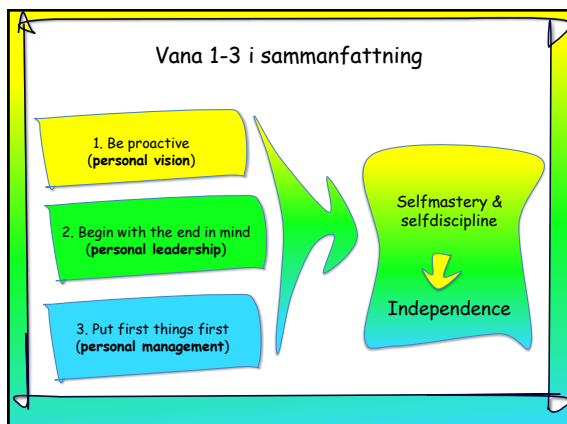 Vana 1-3 i sammanfattning
1. Be proactive
(personal vision)
2. Begin with the end in mind
(personal leadership)
3. Put first things first
(personal management)
Selfmastery &
selfdiscipline
Independence